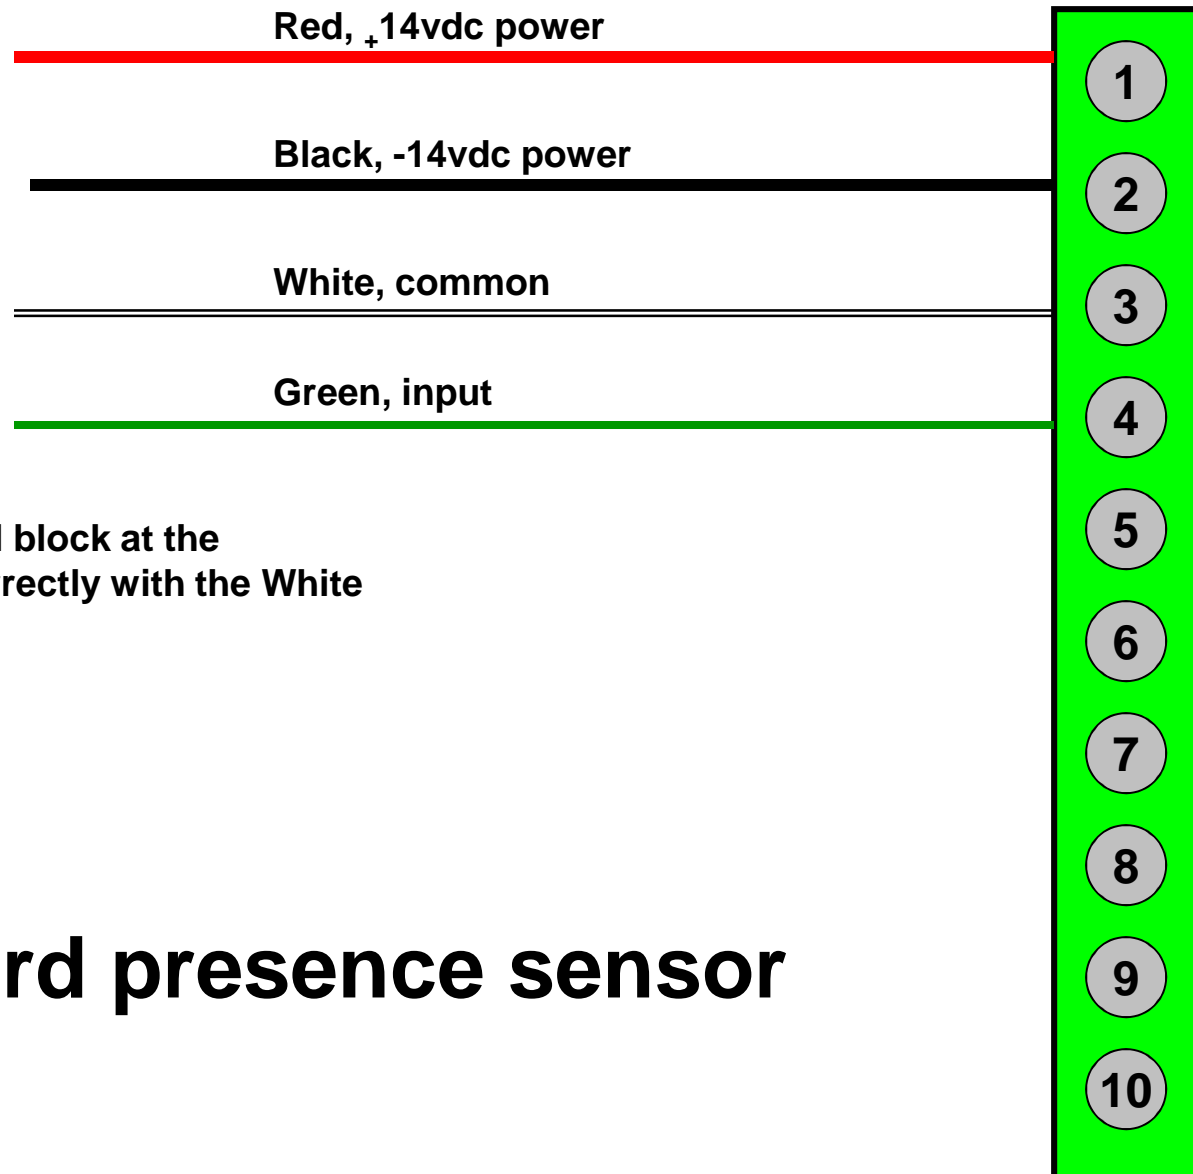 Red, +14vdc power
1
Black, -14vdc power
2
White, common
3
Green, input
4
5
block at the
rectly with the White
6
7
8
rd presence sensor
9
10